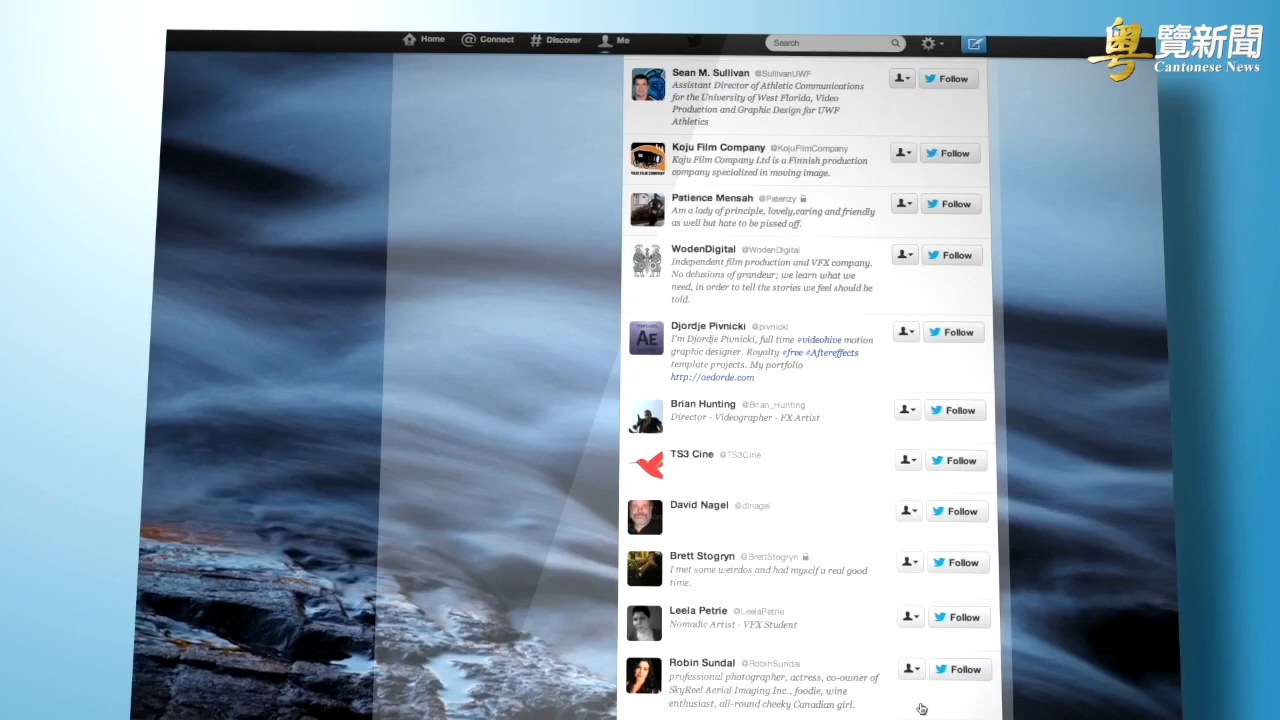 Home @ Connect # Discover Me Search
粤覽新聞
Cantonese News
Sean M. Sullivan @SullivanUWF Follow
Assistant Director of Athletic Communications
for the University of West Florida, Video
Production and Graphic Design for UWF
Athletics
Koju Film Company @KojuFilmCompany Follow
Koju Film Company Ltd is a Finnish production
company specialized in moving image.
Patience Mensah @Patenzy Follow
Am a lady of principle, lovely,caring and friendly
as well but hate to be pissed off.
WodenDigital @WodenDigital Follow
Independent film production and VFX company.
No delusions of grandeur; we learn what we
need, in order to tell the stories we feel should be
told.
AE
Djordje Pivnicki @pivnicki Follow
I'm Djordje Pivnicki, full time #videohive motion
graphic designer. Royalty #free #Aftereffects
template projects. My portfolio
http://aedorde.com
Brian Hunting @Brian_Hunting Follow
Director - Videographer - FX Artist
TS3 Cine @TS3Cine Follow
David Nagel @dlnagel Follow
Brett Stogryn @BrettStogryn Follow
I met some weirdos and had myself a real good
time.
Leela Petrie @LeelaPetrie Follow
Nomadic Artist · VFX Student
Robin Sundal @RobinSundal Follow
professional photographer, actress, co-owner of
SkyReel Aerial Imaging Inc., foodie, wine
enthusiast, all-round cheeky Canadian girl.